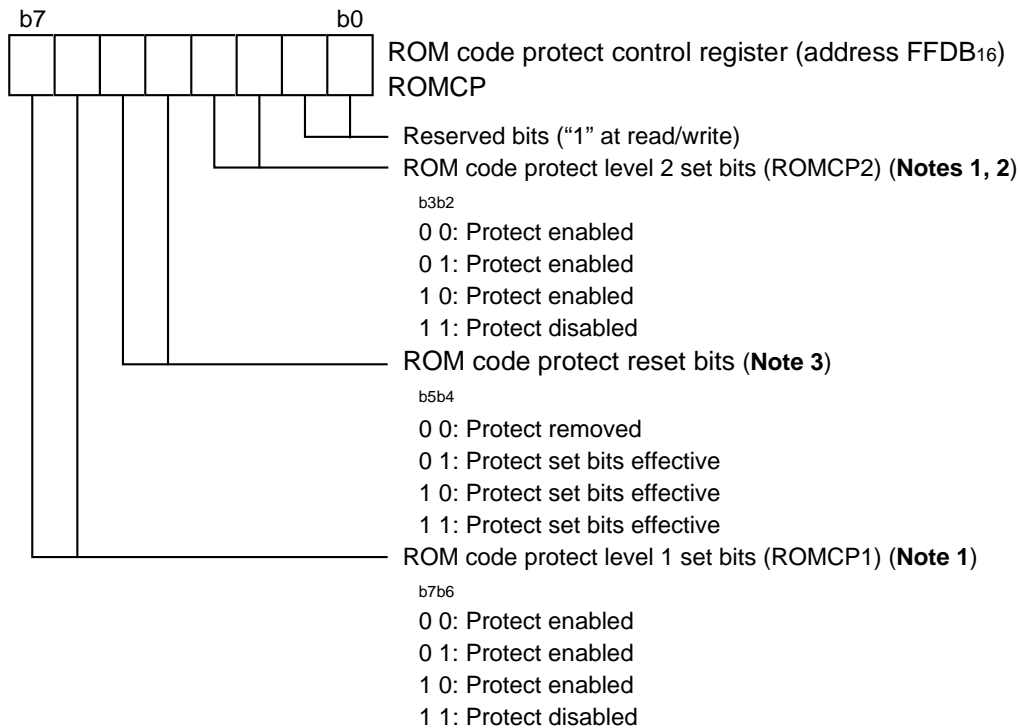 b7 b0
ROM code protect control register (address FFDB16)
ROMCP
Reserved bits (“1” at read/write)
ROM code protect level 2 set bits (ROMCP2) (Notes 1, 2)
b3b2
0 0: Protect enabled
0 1: Protect enabled
1 0: Protect enabled
1 1: Protect disabled
ROM code protect reset bits (Note 3)
b5b4
0 0: Protect removed
0 1: Protect set bits effective
1 0: Protect set bits effective
1 1: Protect set bits effective
ROM code protect level 1 set bits (ROMCP1) (Note 1)
b7b6
0 0: Protect enabled
0 1: Protect enabled
1 0: Protect enabled
1 1: Protect disabled